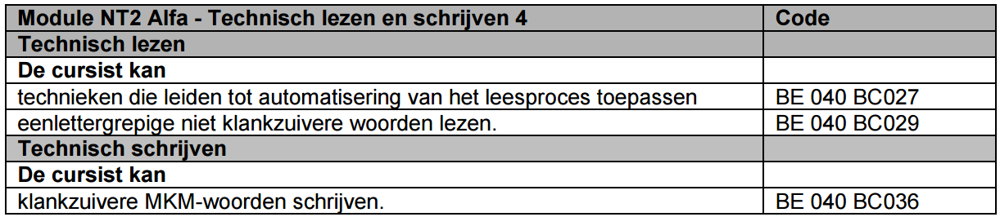 Module NT2 Alfa - Technisch lezen en schrijven 4 Code
Technisch lezen
De cursist kan
technieken die leiden tot automatisering van het leesproces toepassen BE 040 BC027
eenlettergrepige niet klankzuivere woorden lezen. BE 040 BC029
Technisch schrijven
De cursist kan
klankzuivere MKM-woorden schrijven. BE 040 BC036